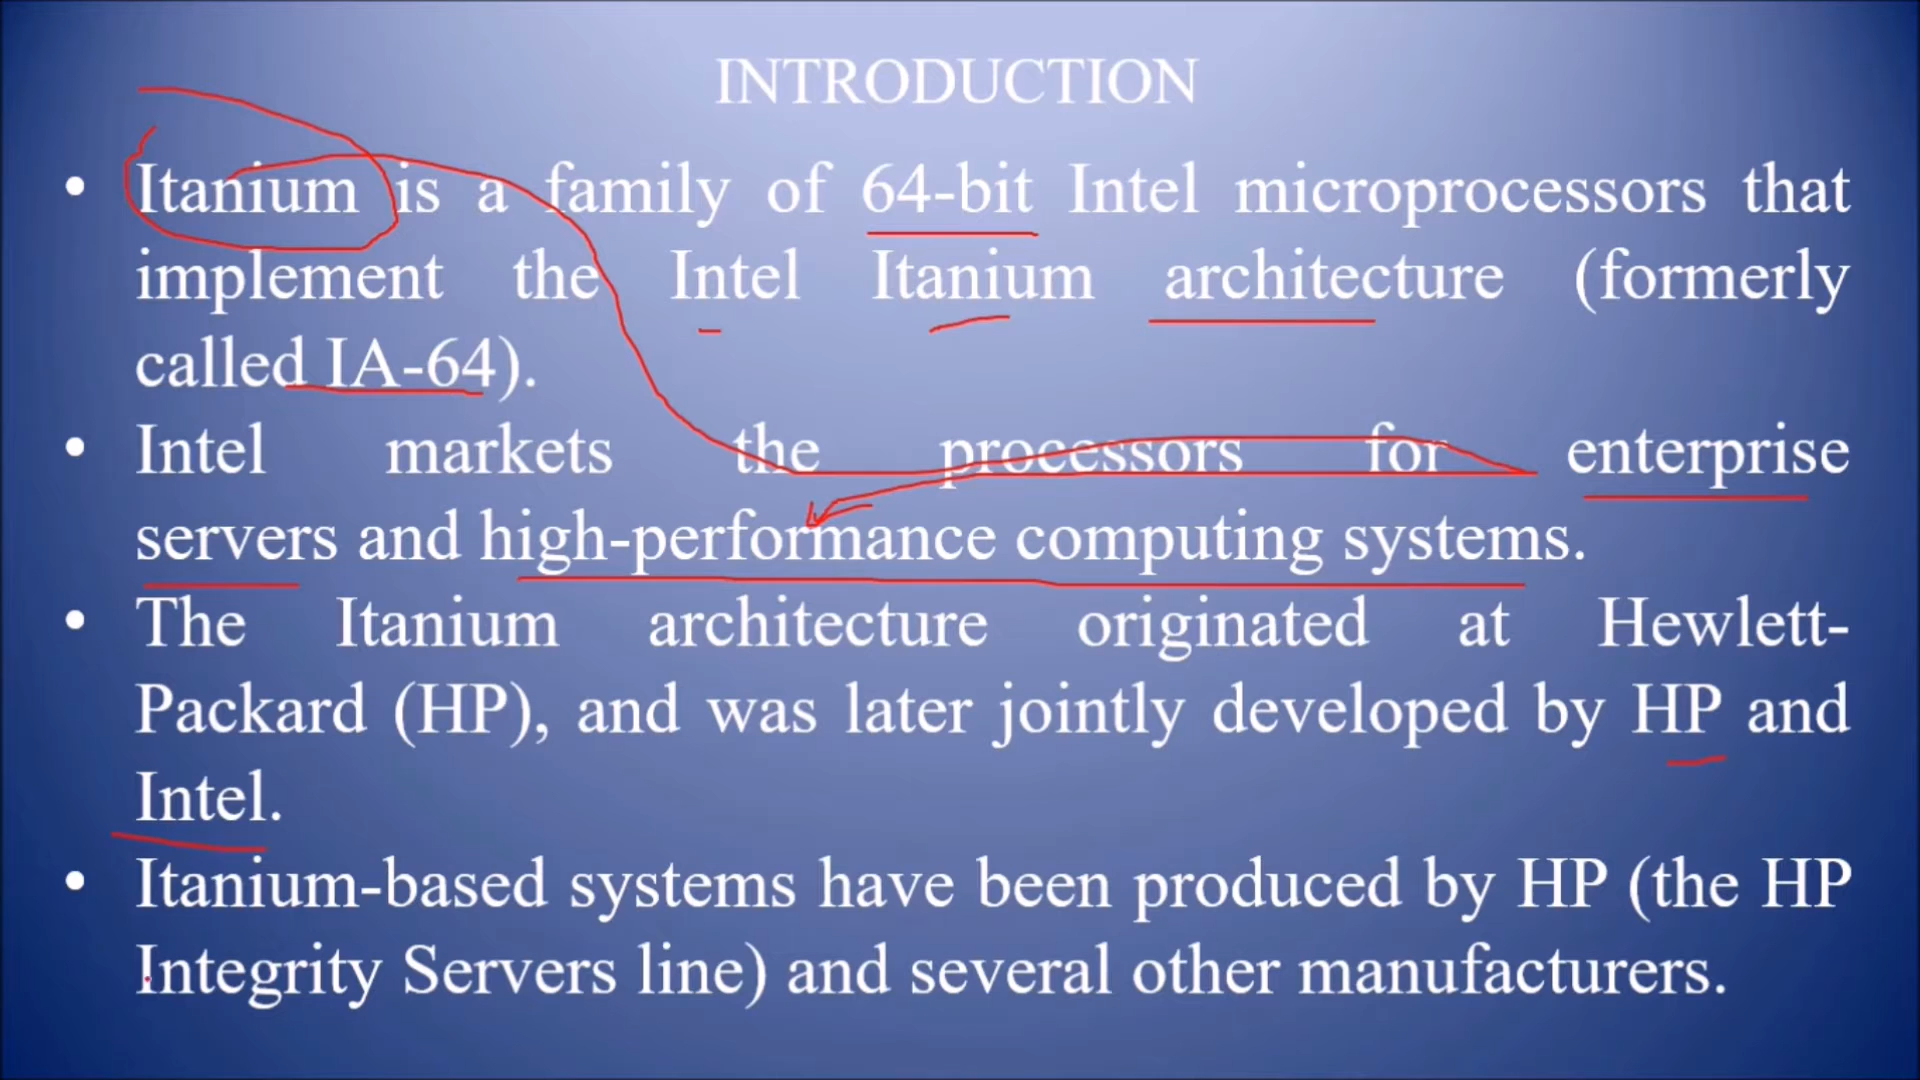 INTRODUCTION
• Itanium is a family of 64-bit Intel microprocessors that
implement the Intel Itanium architecture (formerly
called IA-64).
• Intel markets the processors for enterprise
servers and high-performance computing systems.
• The Itanium architecture originated at Hewlett-
Packard (HP), and was later jointly developed by HP and
Intel.
• Itanium-based systems have been produced by HP (the HP
Integrity Servers line) and several other manufacturers.